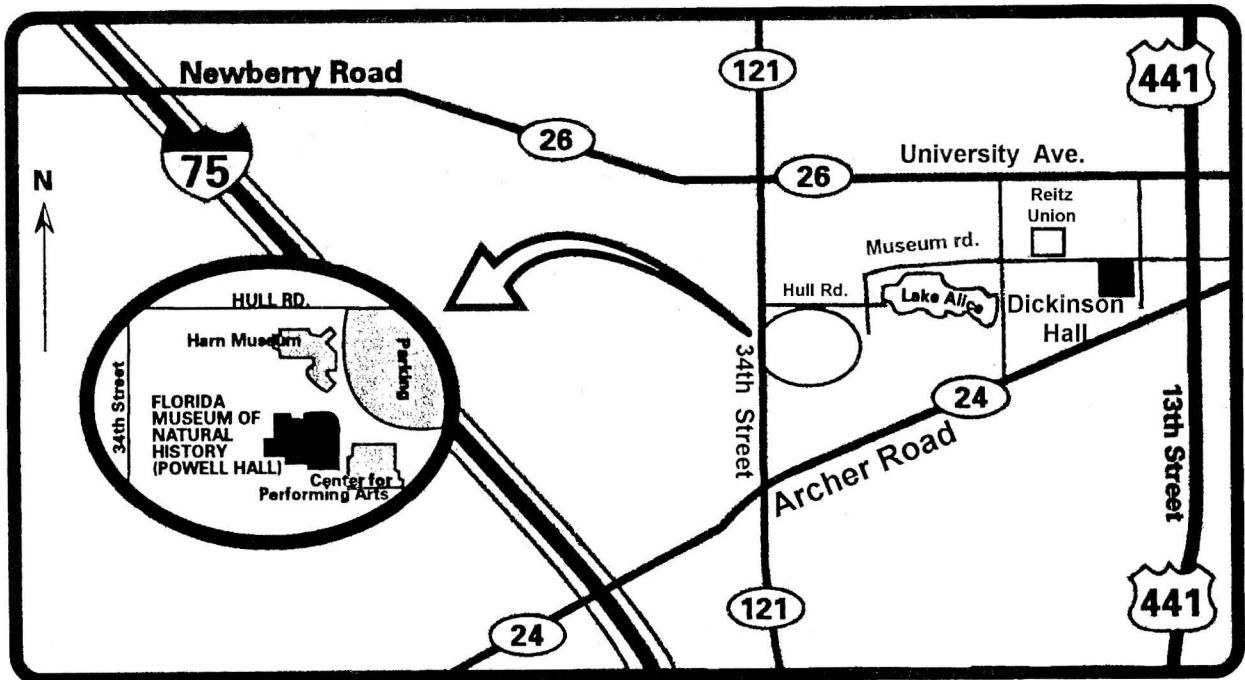 Newberry Road
121
441
26
75
University Ave.
26
N
Reitz
Union
Museum rd.
HULL RD.
Hull Rd.
Lake Alice
Dickinson
Hall
Harn Museum
Parking
34th Street
34th Street
FLORIDA
MUSEUM OF
NATURAL
HISTORY
(POWELL HALL)
24
13th Street
Archer Road
Center for
Performing Arts
441
121
24